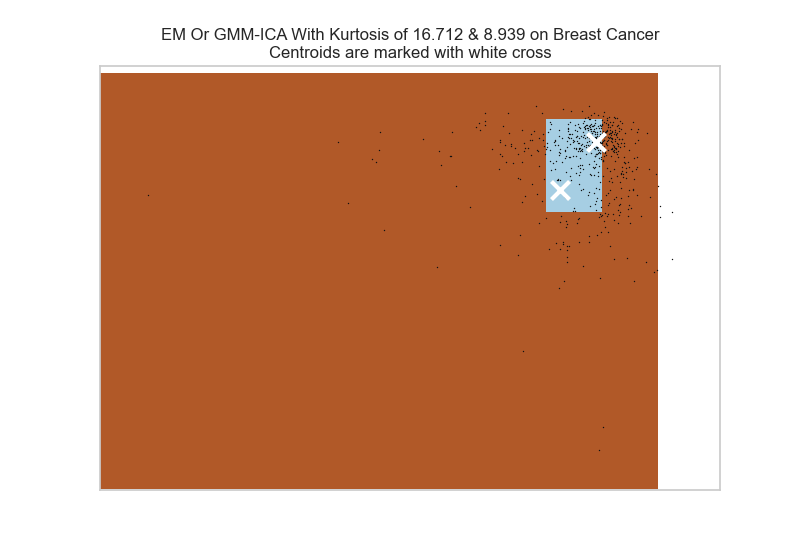 EM Or GMM-ICA With Kurtosis of 16.712 & 8.939 on Breast Cancer
Centroids are marked with white cross